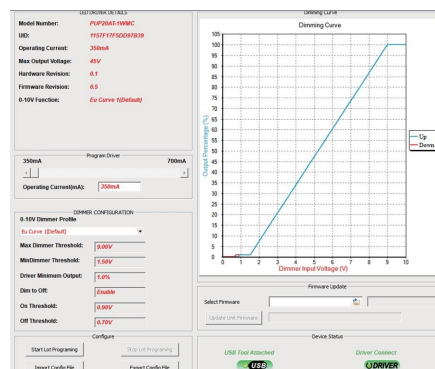 LED DRIVER DETAILS
Model Number: PUP20AT-1WMC
UID: 1157F17F5DD97B39
Operating Current: 350mA
Max Output Voltage: 45V
Hardware Revision: 0.1
Firmware Revision: 0.5
0-10V Function: Eu Curve 1(Default)
Program Driver
350mA 700mA
Operating Current(mA): 350mA
DIMMER CONFIGURATION
0-10V Dimmer Profile
Eu Curve 1(Default)
Max Dimmer Threshold: 9.00V
MinDimmer Threshold: 1.50V
Driver Minimum Output: 1.0%
Dim to Off: Enable
On Threshold: 0.90V
Off Threshold: 0.70V
Configure
Start Lot Programing Stop Lot Programing
Import Config File Export Config File
Dimming Curve
Dimming Curve
Output Percentage (%)
105
100
95
90
85
80
75
70
65
60
55
50
45
40
35
30
25
20
15
10
5
0
0 1 2 3 4 5 6 7 8 9 10
Dimmer Input Voltage (V)
Up
Down
Firmware Update
Select Firmware
Update Unit Firmware
Device Status
USB Tool Attached Driver Connect
USB DRIVER